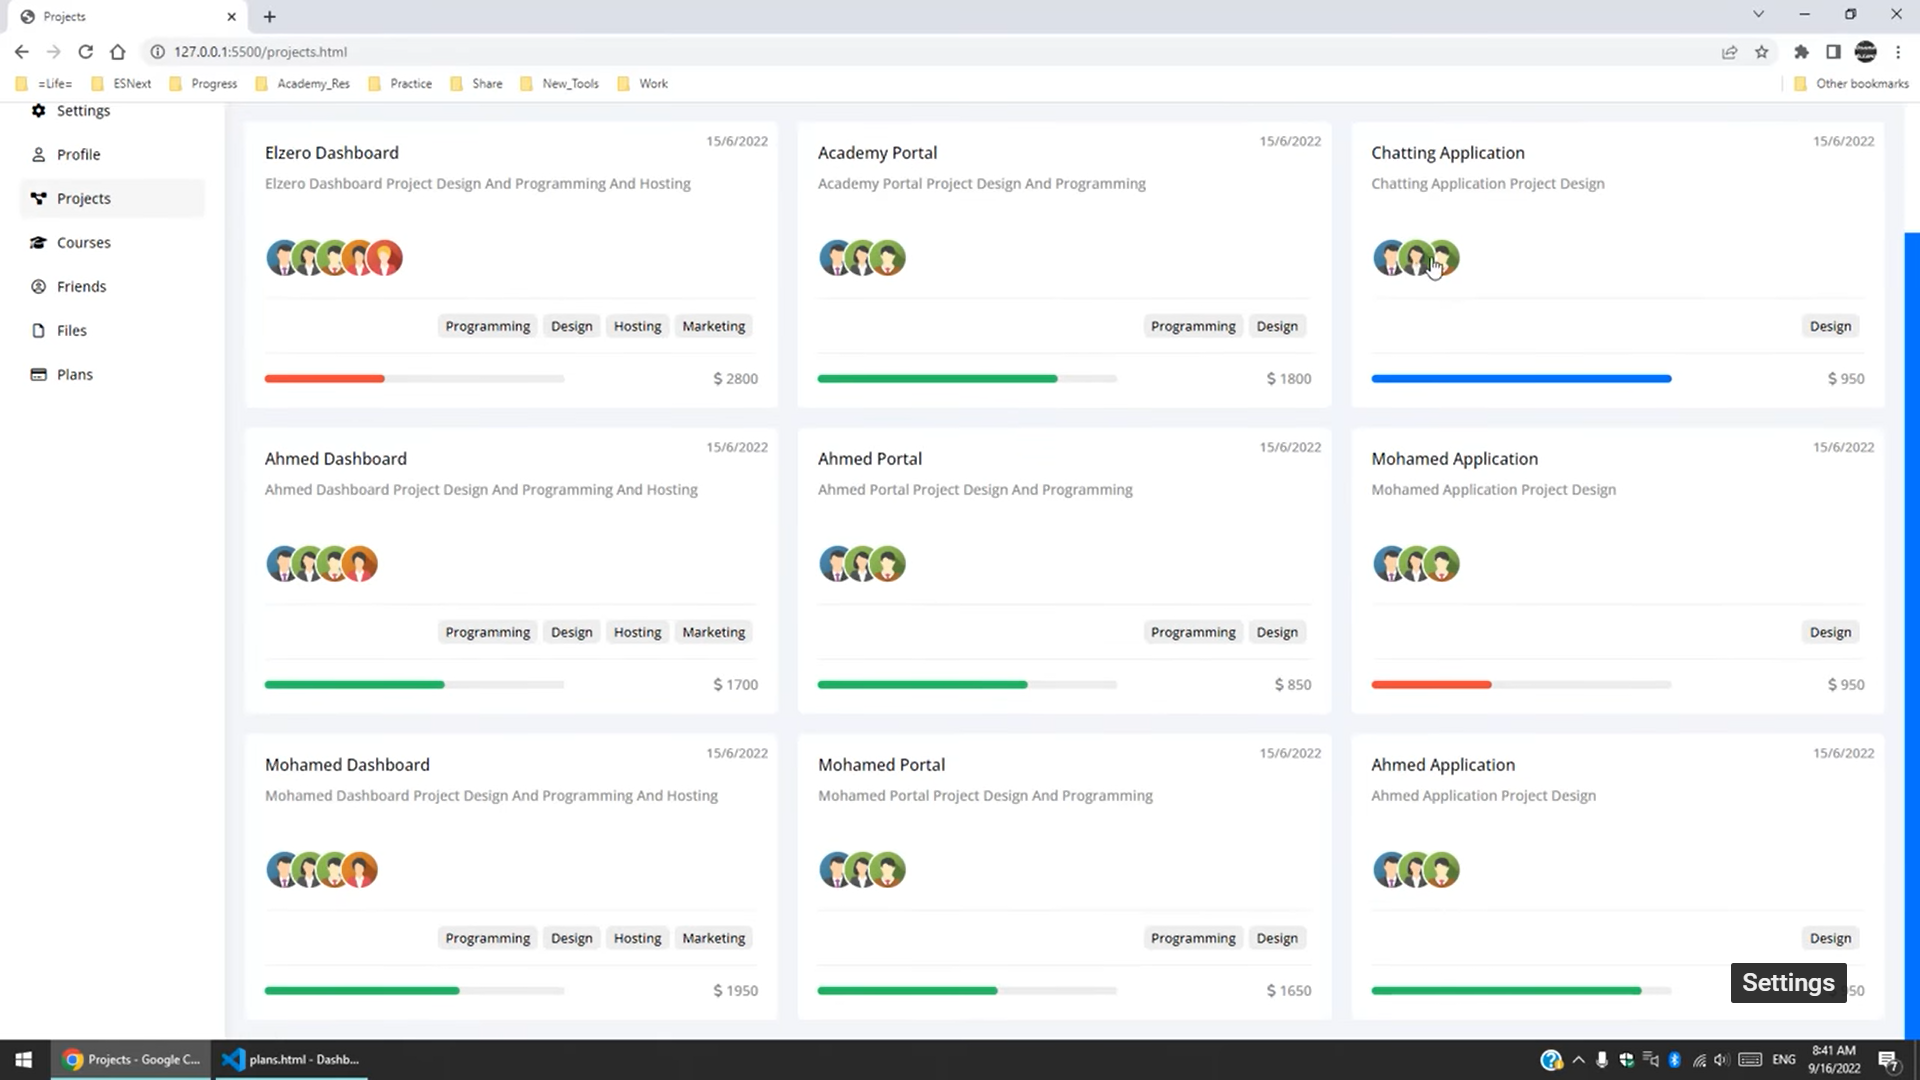 Projects
127.0.0.1:5500/projects.html
=Life= ESNext Progress Academy_Res Practice Share New_Tools Work Other bookmarks
Settings
Profile
Projects
Courses
Friends
Files
Plans
15/6/2022
Elzero Dashboard
Elzero Dashboard Project Design And Programming And Hosting
Programming Design Hosting Marketing
$ 2800
15/6/2022
Academy Portal
Academy Portal Project Design And Programming
Programming Design
$ 1800
15/6/2022
Chatting Application
Chatting Application Project Design
Design
$ 950
15/6/2022
Ahmed Dashboard
Ahmed Dashboard Project Design And Programming And Hosting
Programming Design Hosting Marketing
$ 1700
15/6/2022
Ahmed Portal
Ahmed Portal Project Design And Programming
Programming Design
$ 850
15/6/2022
Mohamed Application
Mohamed Application Project Design
Design
$ 950
15/6/2022
Mohamed Dashboard
Mohamed Dashboard Project Design And Programming And Hosting
Programming Design Hosting Marketing
$ 1950
15/6/2022
Mohamed Portal
Mohamed Portal Project Design And Programming
Programming Design
$ 1650
15/6/2022
Ahmed Application
Ahmed Application Project Design
Design
Settings
Projects - Google C... plans.html - Dashb... ENG
8:41 AM
9/16/2022
7